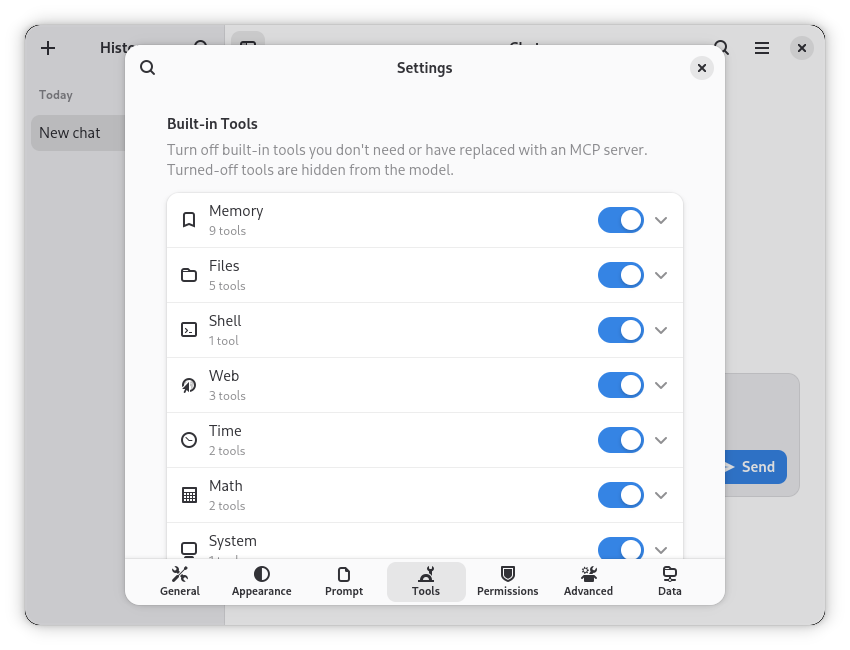 Settings
Today
New chat
Built-in Tools
Turn off built-in tools you don't need or have replaced with an MCP server.
Turned-off tools are hidden from the model.
Memory
9 tools
Files
5 tools
Shell
1 tool
Web
3 tools
Time
2 tools
Math
2 tools
System
Send
General
Appearance
Prompt
Tools
Permissions
Advanced
Data